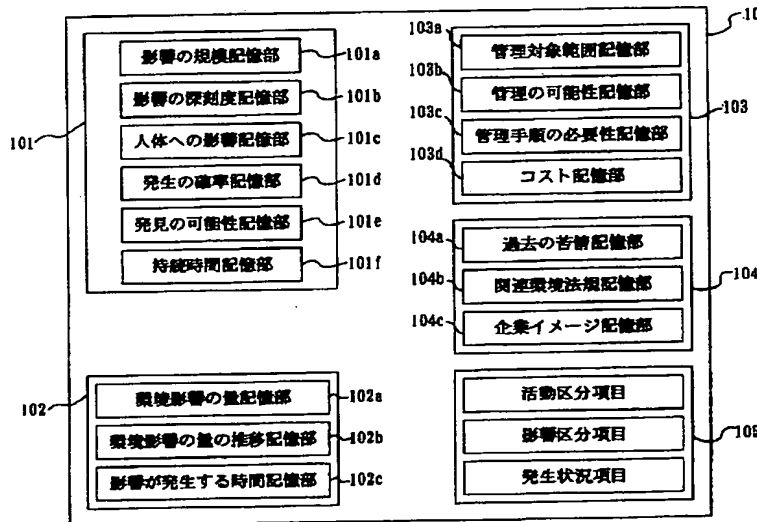 影響の規模記憶部 101a
影響の深刻度記憶部 101b
101 人体への影響記憶部 101c
発生の確率記憶部 101d
発見の可能性記憶部 101e
持続時間記憶部 101f
102 環境影響の量記憶部 102a
環境影響の量の推移記憶部 102b
影響が発生する時間記憶部 102c
10
103a 管理対象範囲記憶部
103b 管理の可能性記憶部 103
103c 管理手順の必要性記憶部
103d コスト記憶部
104a 過去の苦情記憶部
104b 関連環境法規記憶部 104
104c 企業イメージ記憶部
活動区分項目
影響区分項目
発生状況項目